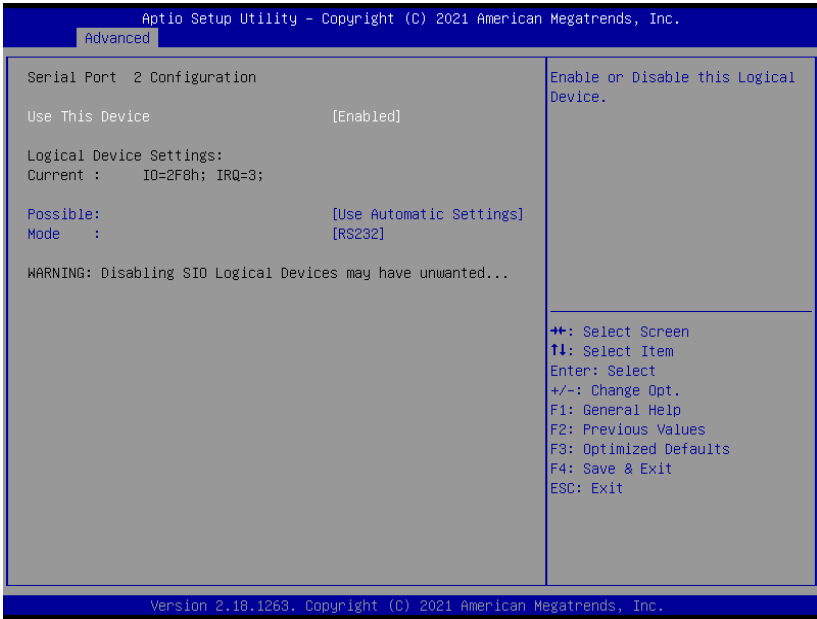 Aptio Setup Utility – Copyright (C) 2021 American Megatrends, Inc.
Advanced
Serial Port  2 Configuration
Use This Device [Enabled]
Logical Device Settings:
Current :     IO=2F8h; IRQ=3;
Possible: [Use Automatic Settings]
Mode    : [RS232]
WARNING: Disabling SIO Logical Devices may have unwanted...
Enable or Disable this Logical
Device.
→←: Select Screen
↑↓: Select Item
Enter: Select
+/-: Change Opt.
F1: General Help
F2: Previous Values
F3: Optimized Defaults
F4: Save & Exit
ESC: Exit
Version 2.18.1263. Copyright (C) 2021 American Megatrends, Inc.